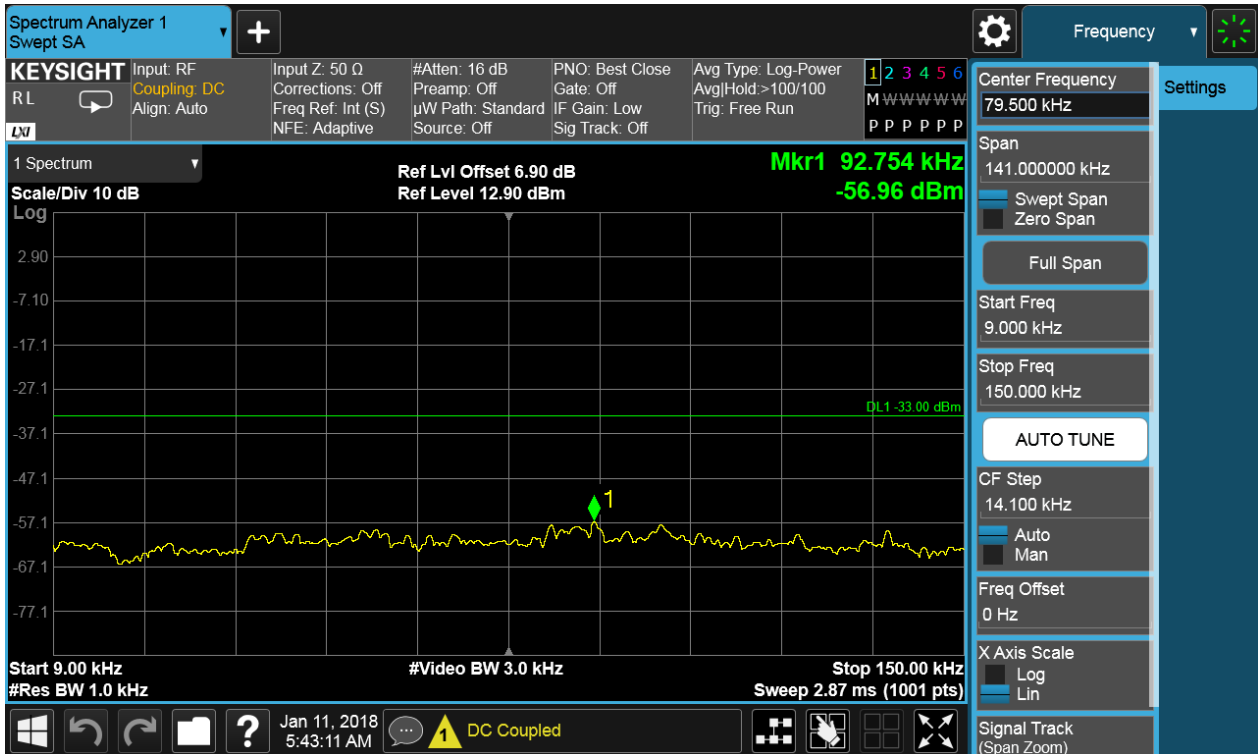 Spectrum Analyzer 1
Swept SA
+
Frequency
KEYSIGHT
R L
LXI
Input: RF
Coupling: DC
Align: Auto
Input Z: 50 Ω
Corrections: Off
Freq Ref: Int (S)
NFE: Adaptive
#Atten: 16 dB
Preamp: Off
µW Path: Standard
Source: Off
PNO: Best Close
Gate: Off
IF Gain: Low
Sig Track: Off
Avg Type: Log-Power
Avg|Hold:>100/100
Trig: Free Run
1 2 3 4 5 6
M W W W W W
P P P P P P
1 Spectrum
Scale/Div 10 dB
Log
Ref Lvl Offset 6.90 dB
Ref Level 12.90 dBm
Mkr1 92.754 kHz
-56.96 dBm
2.90
-7.10
-17.1
-27.1
DL1 -33.00 dBm
-37.1
-47.1
1
-57.1
-67.1
-77.1
Start 9.00 kHz
#Video BW 3.0 kHz
Stop 150.00 kHz
#Res BW 1.0 kHz
Sweep 2.87 ms (1001 pts)
Center Frequency
79.500 kHz
Settings
Span
141.000000 kHz
Swept Span
Zero Span
Full Span
Start Freq
9.000 kHz
Stop Freq
150.000 kHz
AUTO TUNE
CF Step
14.100 kHz
Auto
Man
Freq Offset
0 Hz
X Axis Scale
Log
Lin
Signal Track
(Span Zoom)
?
Jan 11, 2018
5:43:11 AM
1
DC Coupled